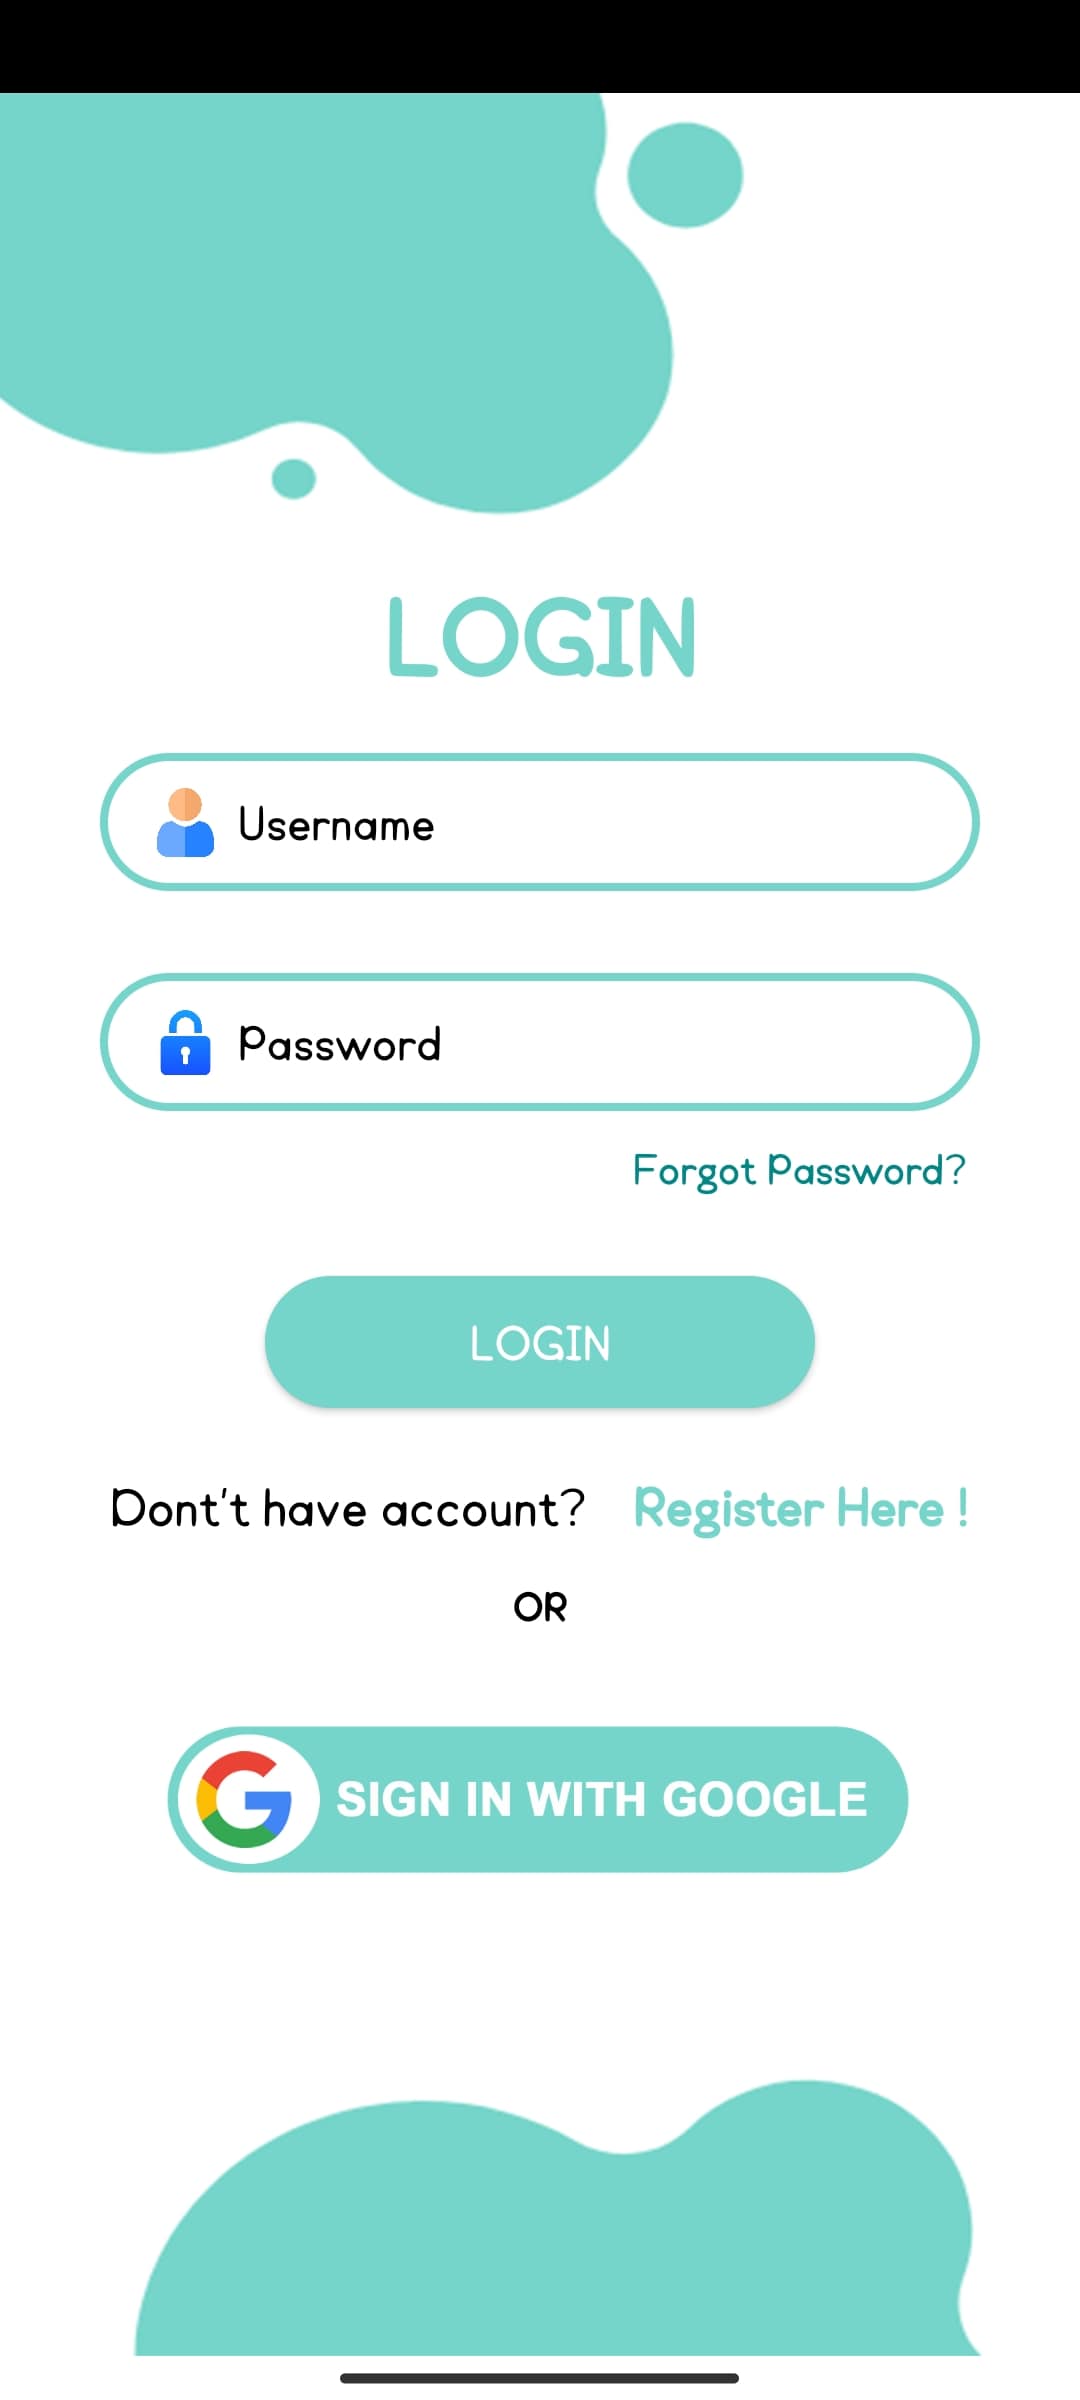 LOGIN
Username
Password
Forgot Password?
LOGIN
Dont't have account? Register Here !
OR
SIGN IN WITH GOOGLE